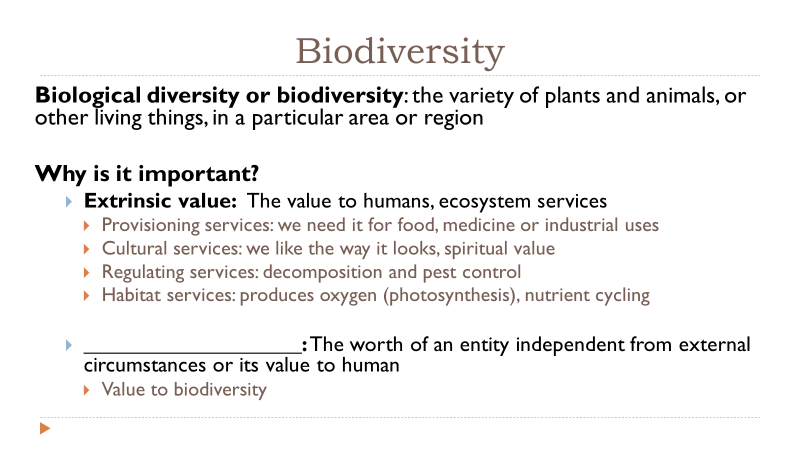 Biodiversity
Biological diversity or biodiversity: the variety of plants and animals, or
other living things, in a particular area or region
Why is it important?
Extrinsic value: The value to humans, ecosystem services
Provisioning services: we need it for food, medicine or industrial uses
Cultural services: we like the way it looks, spiritual value
Regulating services: decomposition and pest control
Habitat services: produces oxygen (photosynthesis), nutrient cycling
____________________: The worth of an entity independent from external
circumstances or its value to human
Value to biodiversity